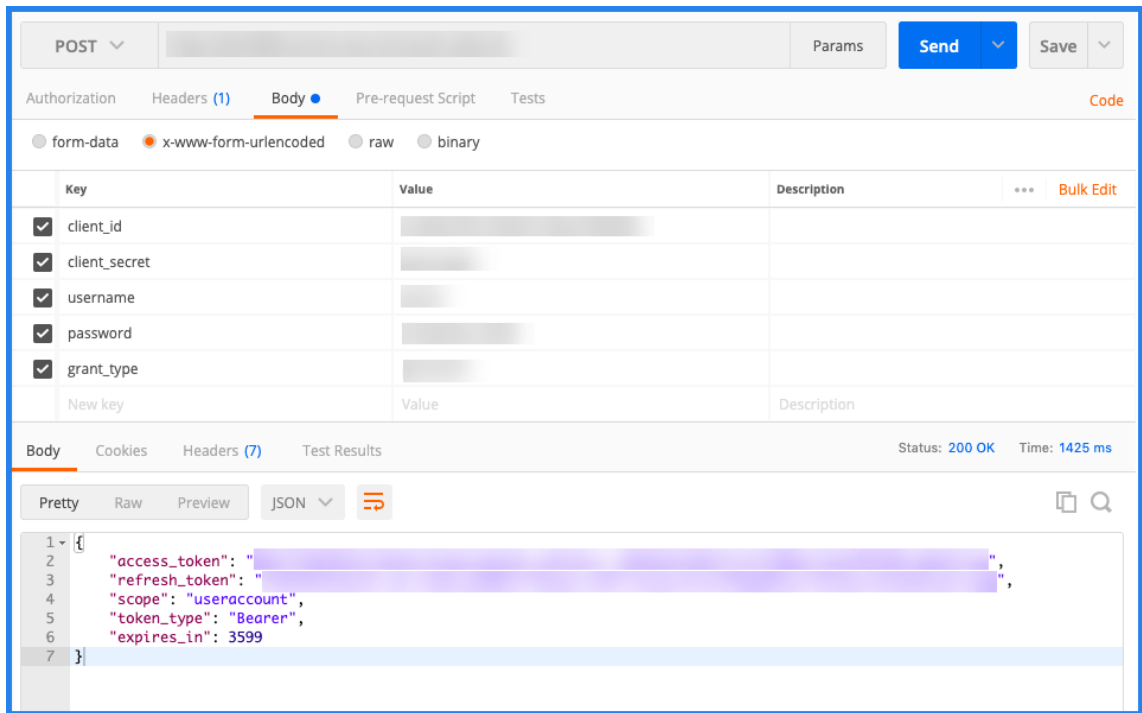 POST Params Send Save
Authorization Headers (1) Body Pre-request Script Tests Code
form-data x-www-form-urlencoded raw binary
Key Value Description ••• Bulk Edit
client_id
client_secret
username
password
grant_type
New key Value Description
Body Cookies Headers (7) Test Results Status: 200 OK Time: 1425 ms
Pretty Raw Preview JSON
1 {
2 "access_token": "",
3 "refresh_token": "",
4 "scope": "useraccount",
5 "token_type": "Bearer",
6 "expires_in": 3599
7 }